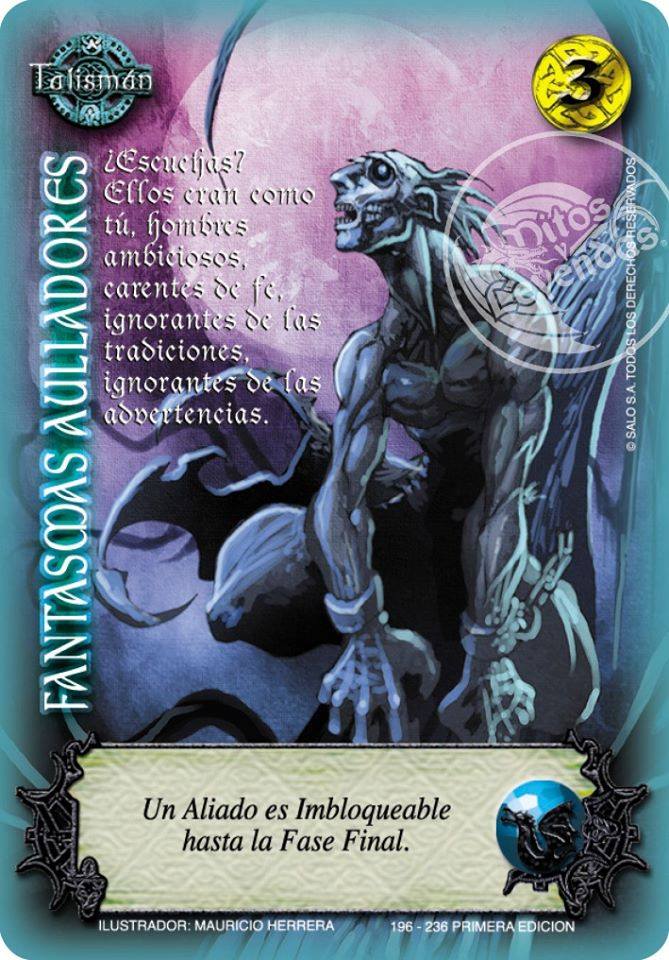 Talismán
3
FANTASMAS AULLADORES
¿Escuchas?
Ellos eran como
tú, hombres
ambiciosos,
carentes de fe,
ignorantes de las
tradiciones,
ignorantes de las
advertencias.
Mitos
y
Leyendas
© SALO S.A. TODOS LOS DERECHOS RESERVADOS
Un Aliado es Imbloqueable
hasta la Fase Final.
ILUSTRADOR: MAURICIO HERRERA
196 - 236 PRIMERA EDICION